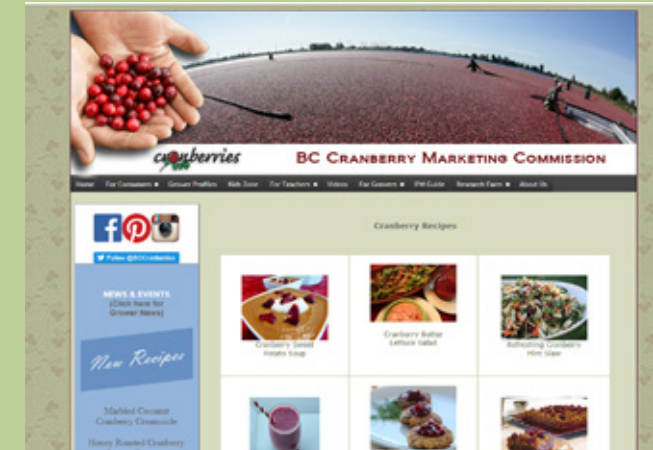 cranberries
BC CRANBERRY MARKETING COMMISSION
Home For Consumers Grower Profiles Kids Zone For Teachers Videos For Growers IPM Guide Research Farm About Us
Follow @BCCranberries
NEWS & EVENTS
(Click here for
Grower News)
New Recipes
Marbled Coconut
Cranberry Creamsicle
Honey Roasted Cranberry
Cranberry Recipes
Cranberry Sweet
Potato Soup
Cranberry Butter
Lettuce Salad
Refreshing Cranberry
Mint Slaw